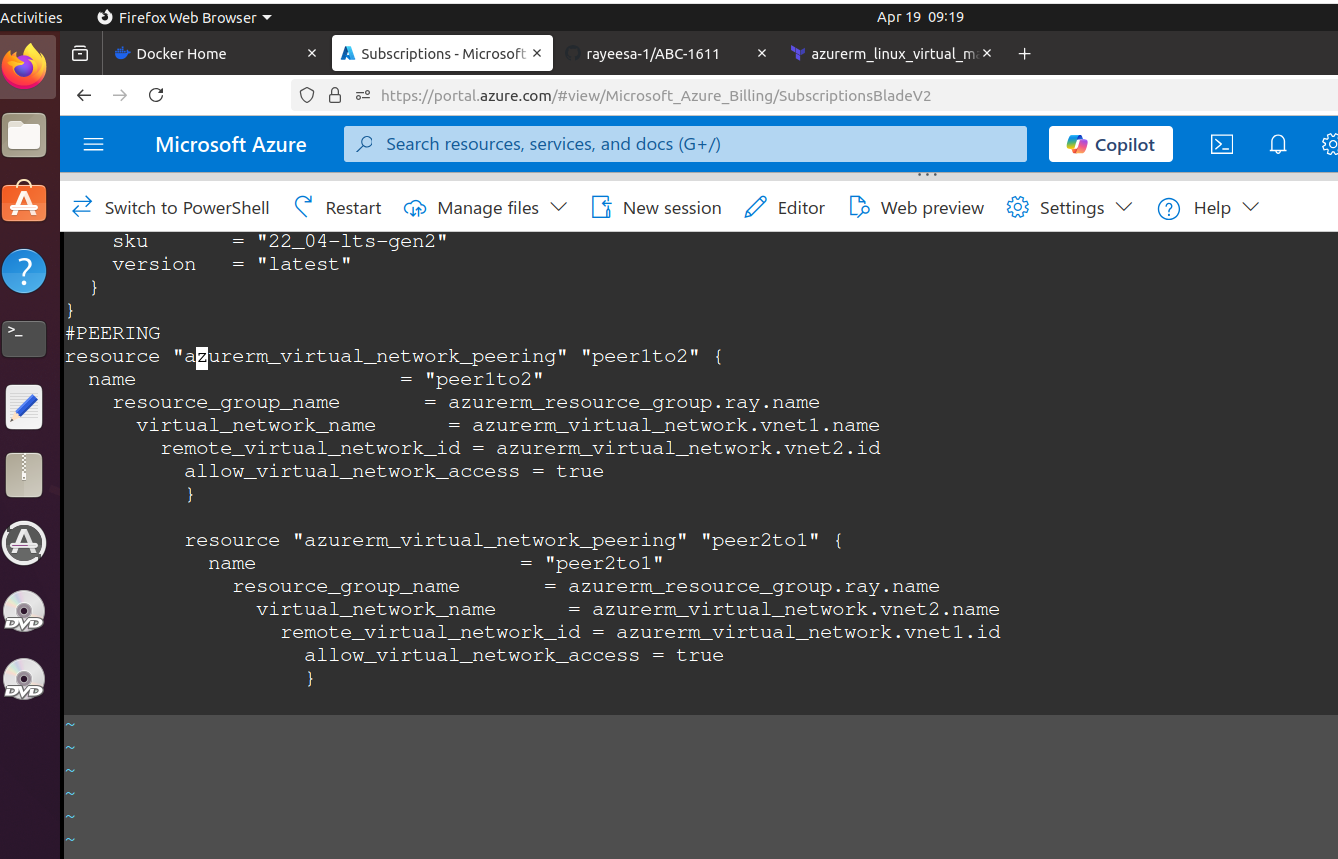 Activities Firefox Web Browser Apr 19 09:19
Docker Home × Subscriptions - Microsoft × rayeesa-1/ABC-1611 × azurerm_linux_virtual_ma × +
https://portal.azure.com/#view/Microsoft_Azure_Billing/SubscriptionsBladeV2
Microsoft Azure Search resources, services, and docs (G+/) Copilot
Switch to PowerShell Restart Manage files New session Editor Web preview Settings Help
    sku       = "22_04-lts-gen2"
    version   = "latest"
  }
}
#PEERING
resource "azurerm_virtual_network_peering" "peer1to2" {
  name                      = "peer1to2"
    resource_group_name       = azurerm_resource_group.ray.name
      virtual_network_name      = azurerm_virtual_network.vnet1.name
        remote_virtual_network_id = azurerm_virtual_network.vnet2.id
          allow_virtual_network_access = true
          }
          resource "azurerm_virtual_network_peering" "peer2to1" {
            name                      = "peer2to1"
              resource_group_name       = azurerm_resource_group.ray.name
                virtual_network_name      = azurerm_virtual_network.vnet2.name
                  remote_virtual_network_id = azurerm_virtual_network.vnet1.id
                    allow_virtual_network_access = true
                    }
~
~
~
~
~
~
DVD
DVD